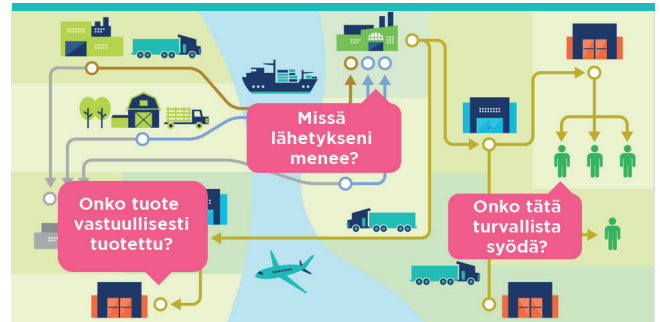 Missä
lähetykseni
menee?
Onko tuote
vastuullisesti
tuotettu?
Onko tätä
turvallista
syödä?